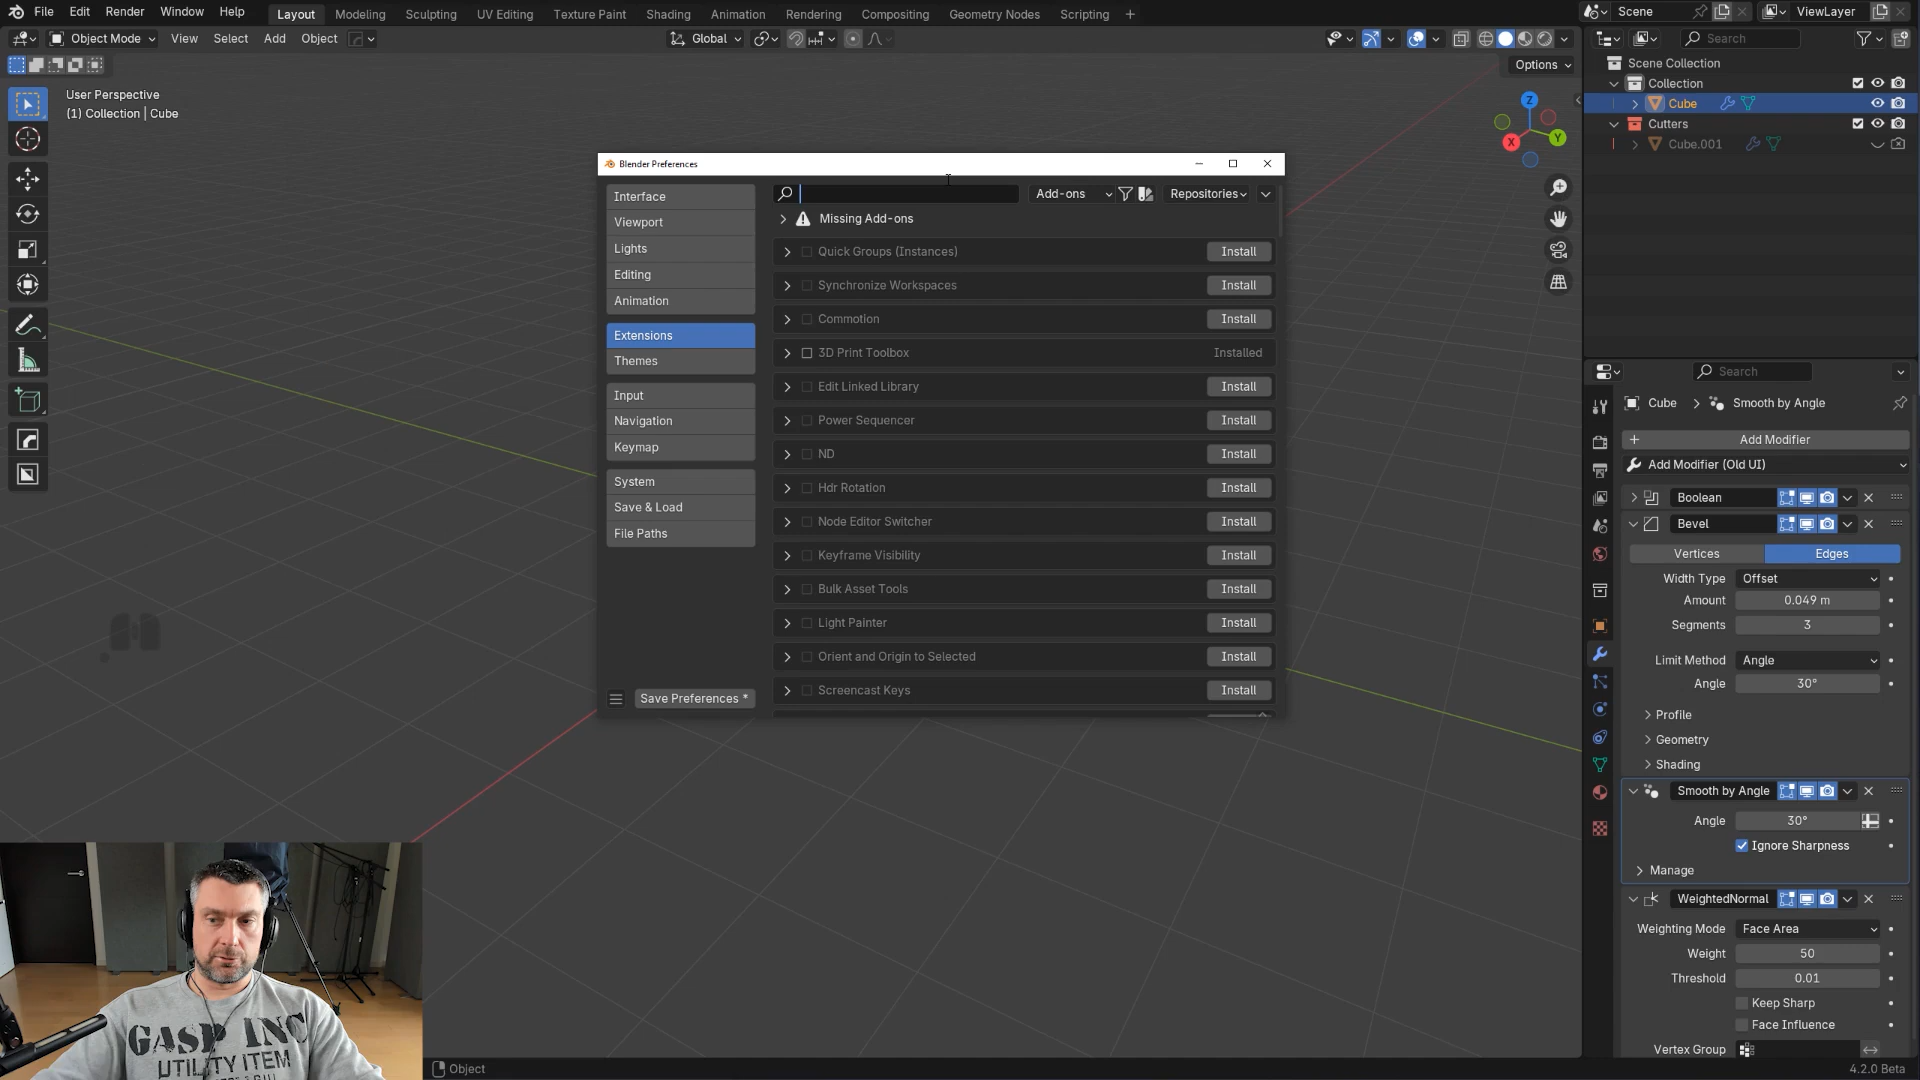 File Edit Render Window Help Layout Modeling Sculpting UV Editing Texture Paint Shading Animation Rendering Compositing Geometry Nodes Scripting + Scene ViewLayer
Object Mode View Select Add Object Global Search
Options
User Perspective
(1) Collection | Cube
Z
Y
X
Scene Collection
Collection
Cube
Cutters
Cube.001
Blender Preferences
Interface
Viewport
Lights
Editing
Animation
Extensions
Themes
Input
Navigation
Keymap
System
Save & Load
File Paths
Save Preferences *
Add-ons Repositories
Missing Add-ons
Quick Groups (Instances) Install
Synchronize Workspaces Install
Commotion Install
3D Print Toolbox Installed
Edit Linked Library Install
Power Sequencer Install
ND Install
Hdr Rotation Install
Node Editor Switcher Install
Keyframe Visibility Install
Bulk Asset Tools Install
Light Painter Install
Orient and Origin to Selected Install
Screencast Keys Install
Search
Cube > Smooth by Angle
+ Add Modifier
Add Modifier (Old UI)
Boolean
Bevel
Vertices Edges
Width Type Offset
Amount 0.049 m
Segments 3
Limit Method Angle
Angle 30°
Profile
Geometry
Shading
Smooth by Angle
Angle 30°
Ignore Sharpness
Manage
WeightedNormal
Weighting Mode Face Area
Weight 50
Threshold 0.01
Keep Sharp
Face Influence
Vertex Group
GASP INC
UTILITY ITEM
Object
4.2.0 Beta